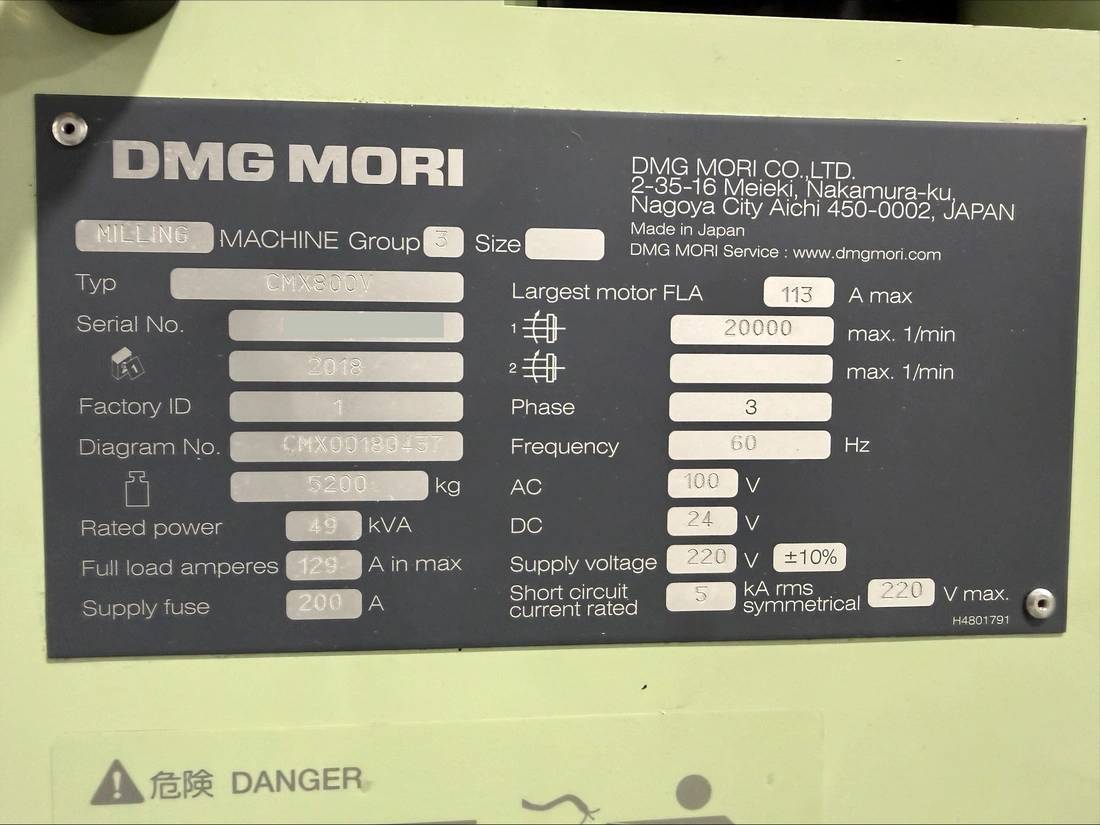 DMG MORI
DMG MORI CO.,LTD.
2-35-16 Meieki, Nakamura-ku,
Nagoya City Aichi 450-0002, JAPAN
Made in Japan
DMG MORI Service : www.dmgmori.com
MILLING MACHINE Group 3 Size
Typ CMX800V
Serial No.
2018
Factory ID 1
Diagram No. CMX00180457
5200 kg
Rated power 49 kVA
Full load amperes 129 A in max
Supply fuse 200 A
Largest motor FLA 113 A max
1 20000 max. 1/min
2 max. 1/min
Phase 3
Frequency 60 Hz
AC 100 V
DC 24 V
Supply voltage 220 V ±10%
Short circuit
current rated 5 kA rms
symmetrical 220 V max.
H4801791
危険 DANGER